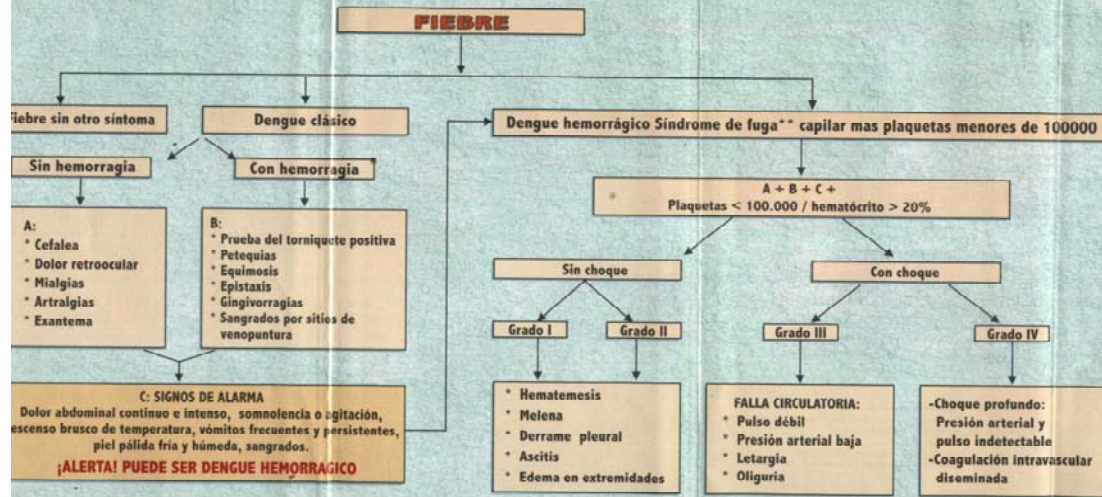 FIEBRE
Fiebre sin otro síntoma
Dengue clásico
Dengue hemorrágico Síndrome de fuga** capilar mas plaquetas menores de 100000
Sin hemorragia
Con hemorragia
A + B + C +
Plaquetas < 100.000 / hematócrito > 20%
A:
* Cefalea
* Dolor retroocular
* Mialgias
* Artralgias
* Exantema
B:
* Prueba del torniquete positiva
* Petequias
* Equimosis
* Epistaxis
* Gingivorragias
* Sangrados por sitios de
venopuntura
Sin choque
Con choque
Grado I
Grado II
Grado III
Grado IV
C: SIGNOS DE ALARMA
Dolor abdominal continuo e intenso, somnolencia o agitación,
escenso brusco de temperatura, vómitos frecuentes y persistentes,
piel pálida fría y húmeda, sangrados.
¡ALERTA! PUEDE SER DENGUE HEMORRAGICO
* Hematemesis
* Melena
- Derrame pleural
* Ascitis
* Edema en extremidades
FALLA CIRCULATORIA:
* Pulso débil
* Presión arterial baja
* Letargia
* Oliguria
-Choque profundo:
Presión arterial y
pulso indetectable
-Coagulación intravascular
diseminada